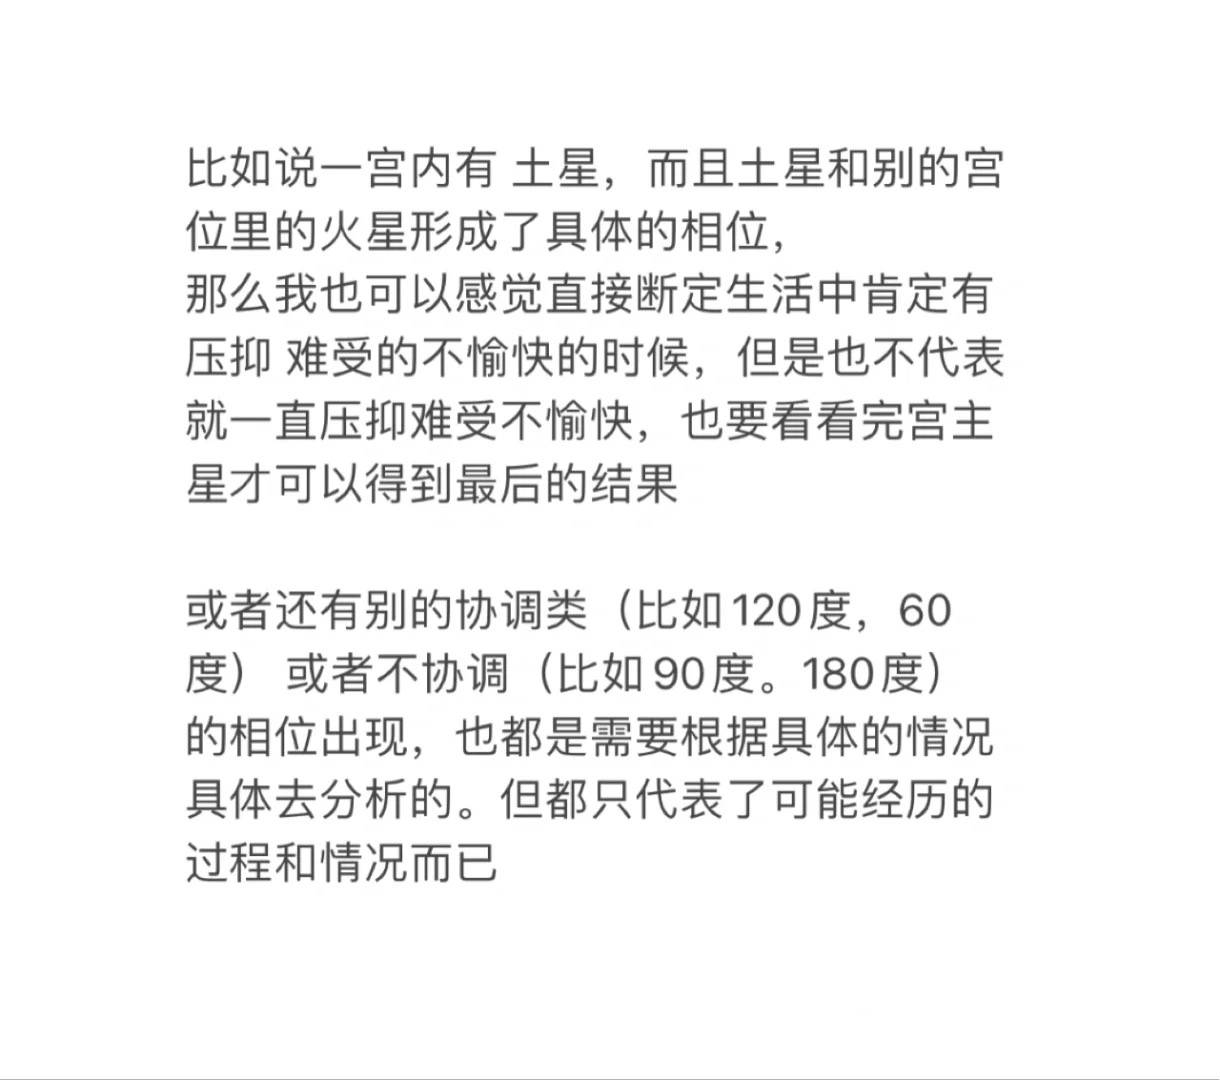 比如说一宫内有 土星，而且土星和别的宫
位里的火星形成了具体的相位，
那么我也可以感觉直接断定生活中肯定有
压抑 难受的不愉快的时候，但是也不代表
就一直压抑难受不愉快，也要看看完宫主
星才可以得到最后的结果
或者还有别的协调类（比如120度，60
度） 或者不协调（比如90度。180度）
的相位出现，也都是需要根据具体的情况
具体去分析的。但都只代表了可能经历的
过程和情况而已